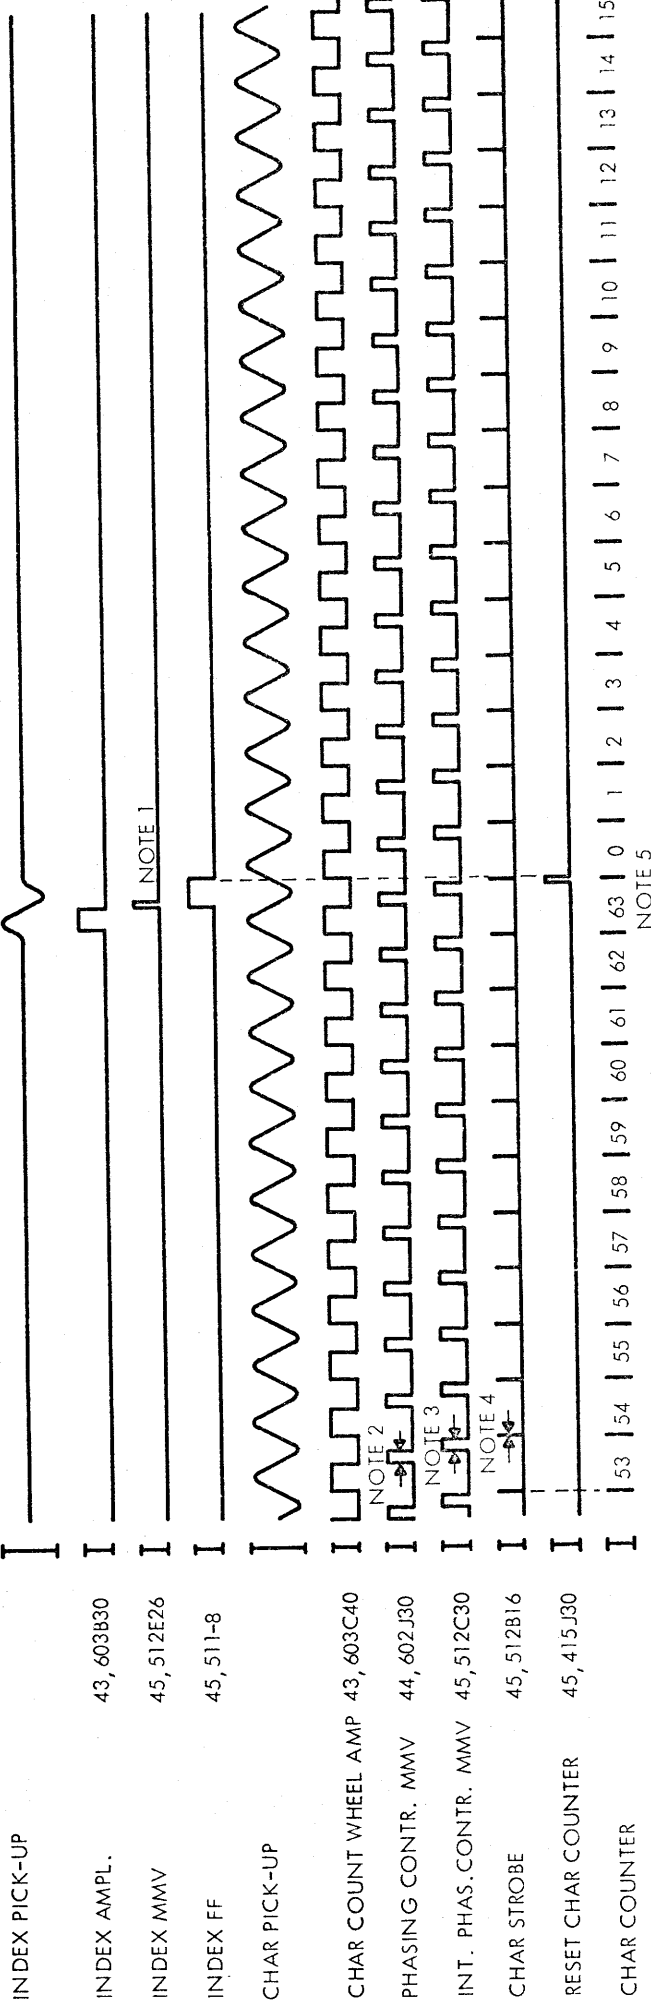 INDEX PICK-UP
INDEX AMPL. 43,603B30
INDEX MMV 45,512E26 NOTE 1
INDEX FF 45,511-8
CHAR PICK-UP
CHAR COUNT WHEEL AMP 43,603C40
PHASING CONTR. MMV 44,602J30 NOTE 2
INT. PHAS.CONTR. MMV 45,512C30 NOTE 3
CHAR STROBE 45,512B16 NOTE 4
RESET CHAR COUNTER 45,415J30
CHAR COUNTER 53 54 55 56 57 58 59 60 61 62 63 0 1 2 3 4 5 6 7 8 9 10 11 12 13 14 15
NOTE 5